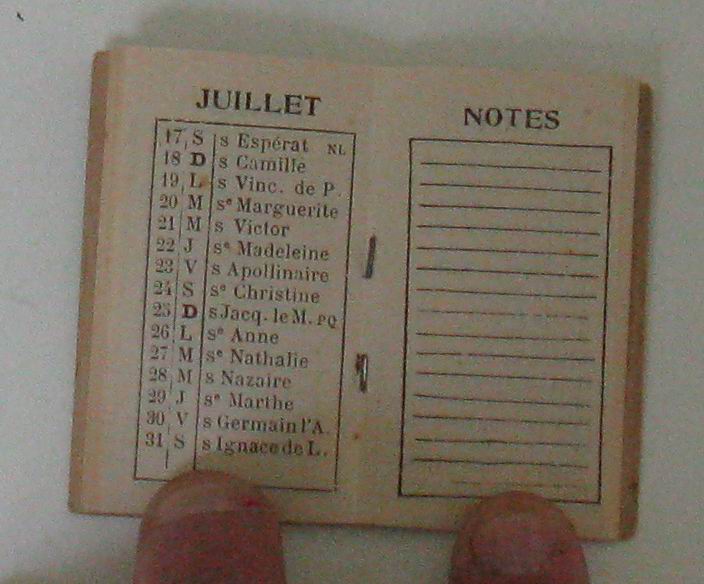 JUILLET
17 S s Espérat NL
18 D s Camille
19 L s Vinc. de P.
20 M sᵉ Marguerite
21 M s Victor
22 J sᵉ Madeleine
23 V s Apollinaire
24 S sᵉ Christine
25 D s Jacq. le M. PQ
26 L sᵉ Anne
27 M sᵉ Nathalie
28 M s Nazaire
29 J sᵉ Marthe
30 V s Germain l'A.
31 S s Ignace de L.
NOTES